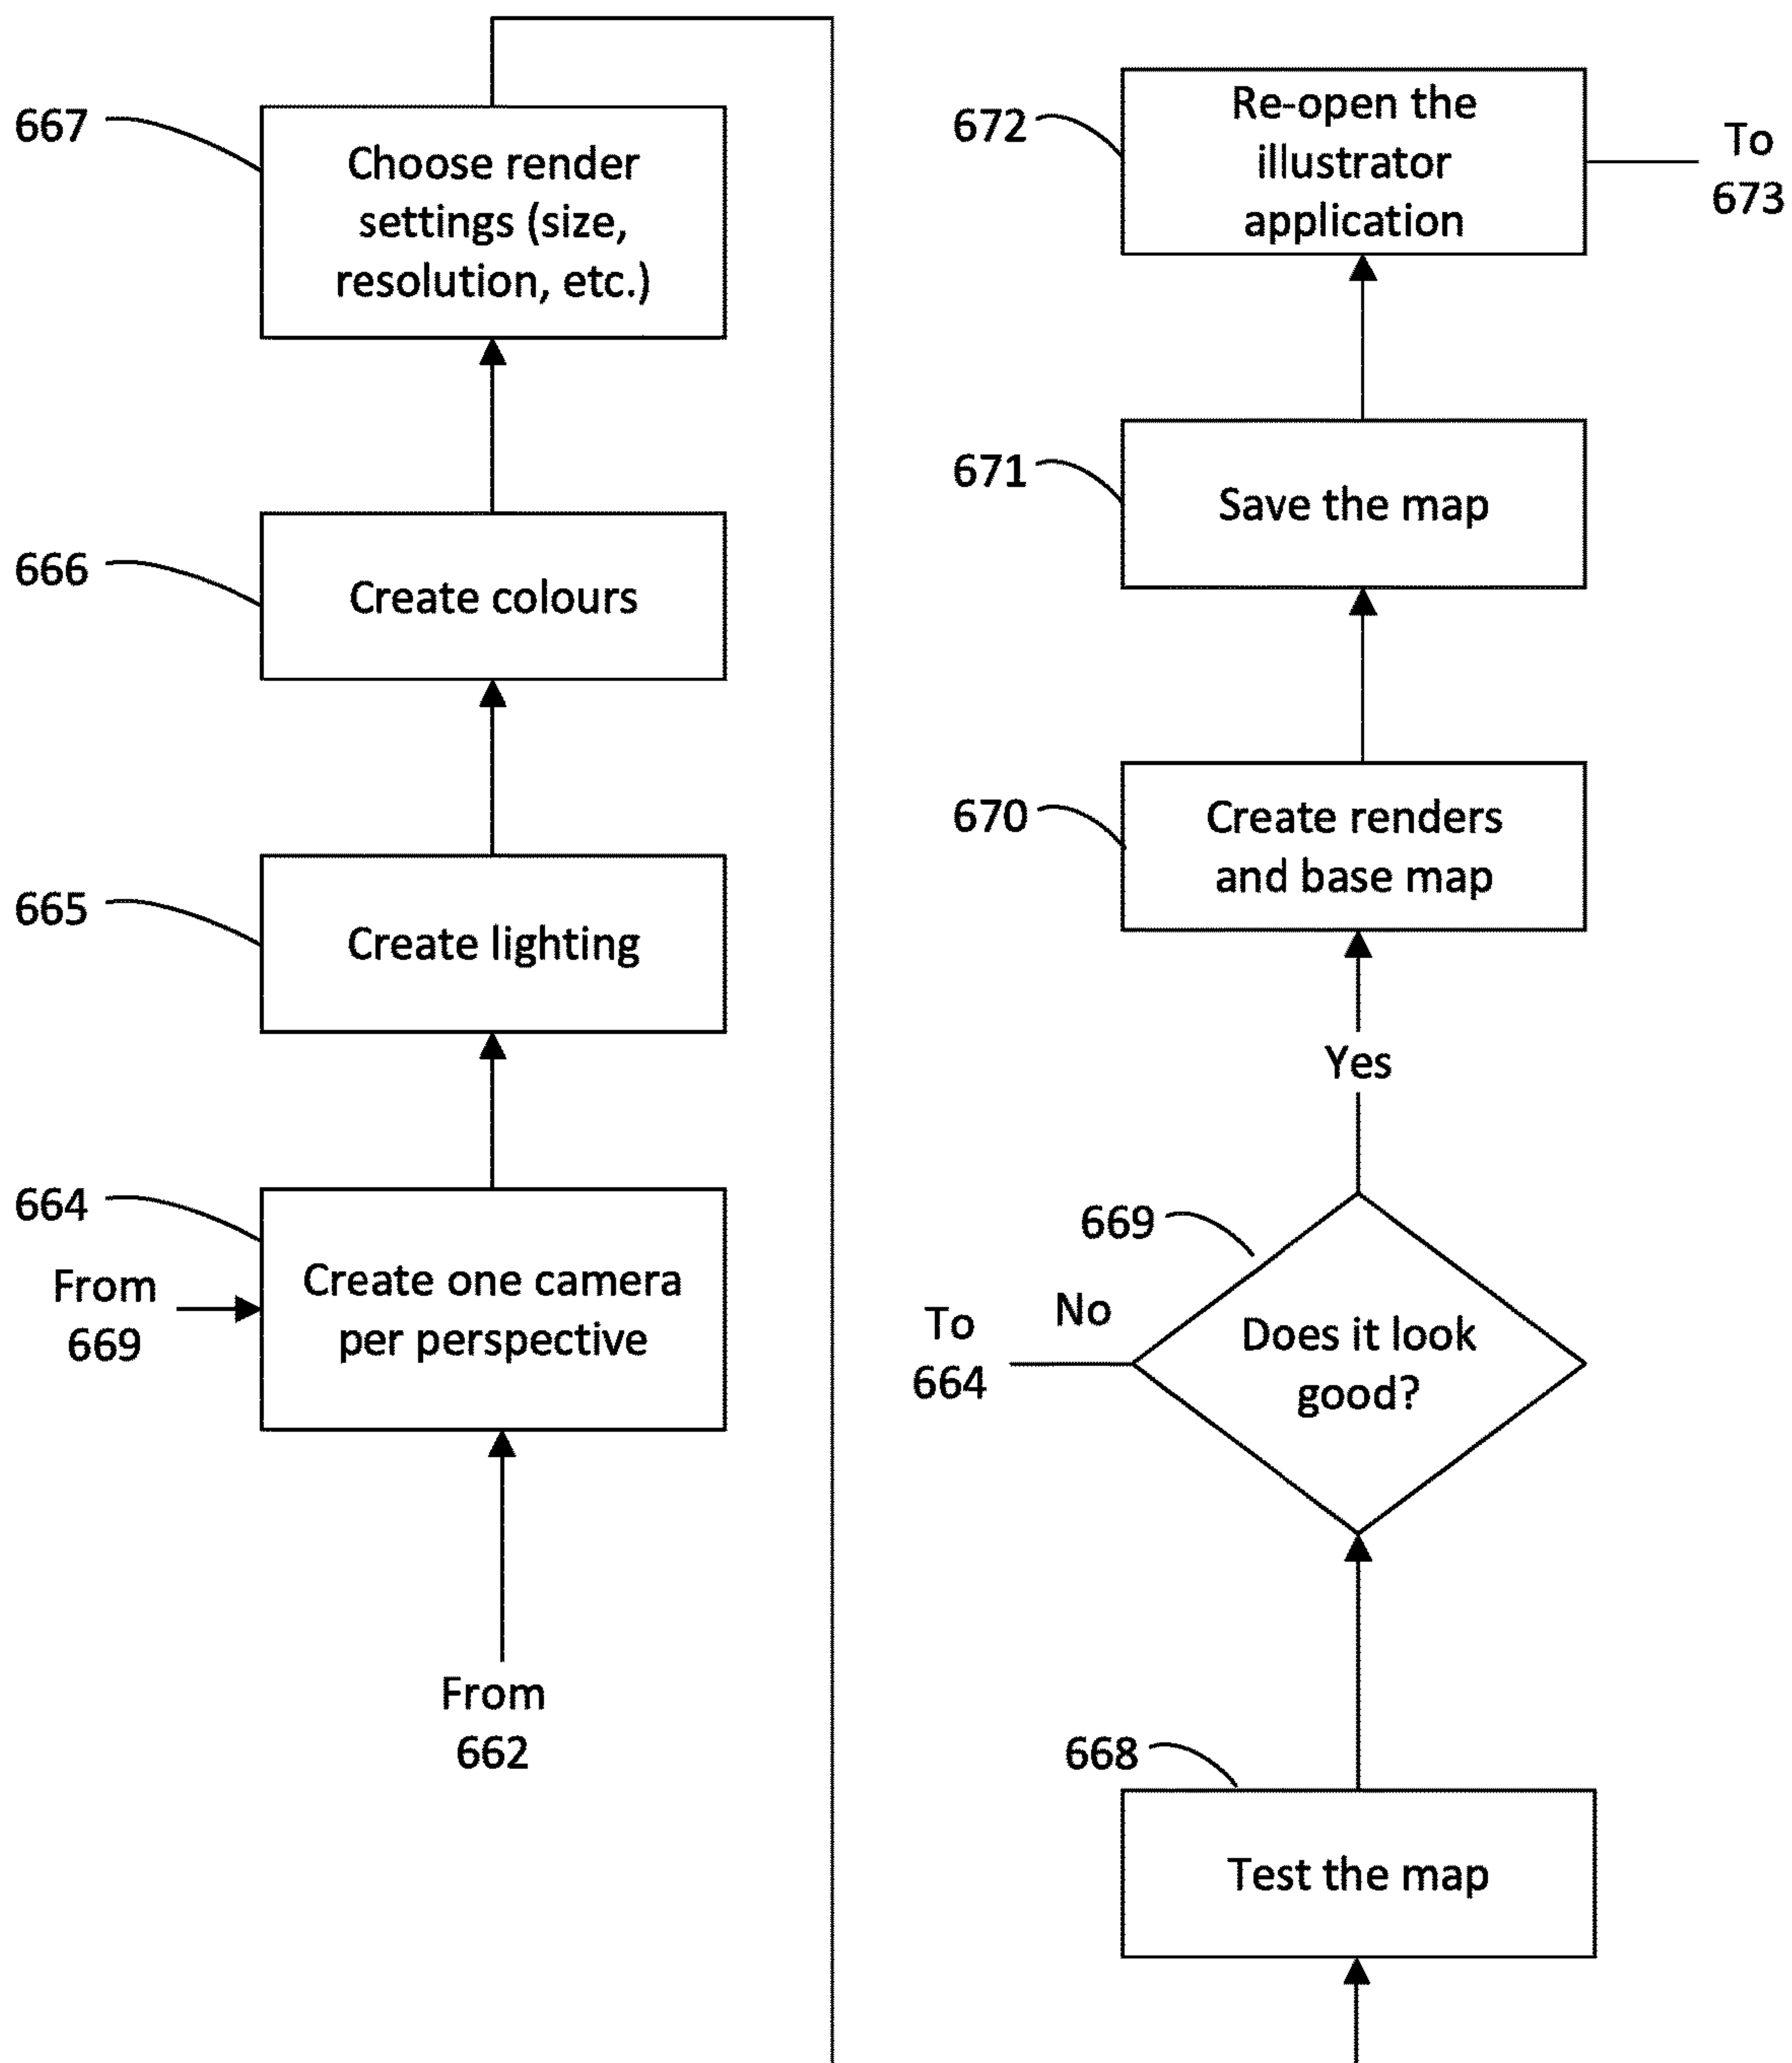 667
Choose render
settings (size,
resolution, etc.)
666
Create colours
665
Create lighting
664
From
669
Create one camera
per perspective
From
662
672
Re-open the
illustrator
application
To
673
671
Save the map
670
Create renders
and base map
Yes
669
To
664
No
Does it look
good?
668
Test the map